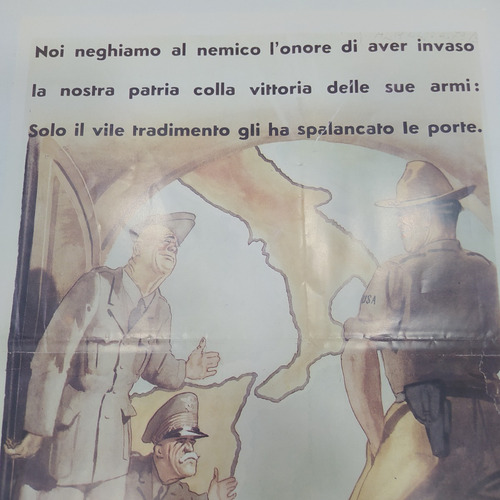 Noi neghiamo al nemico l'onore di aver invaso
la nostra patria colla vittoria delle sue armi:
Solo il vile tradimento gli ha spalancato le porte.
USA